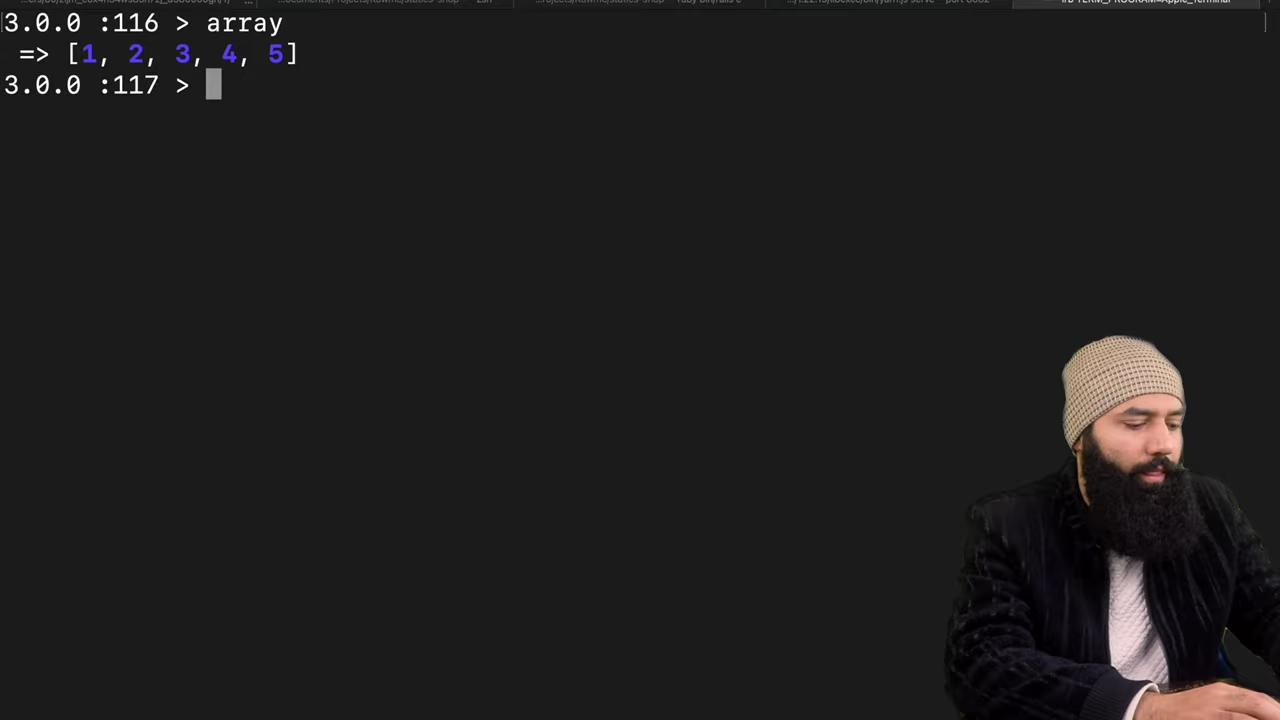 3.0.0 :116 > array
=> [1, 2, 3, 4, 5]
3.0.0 :117 >